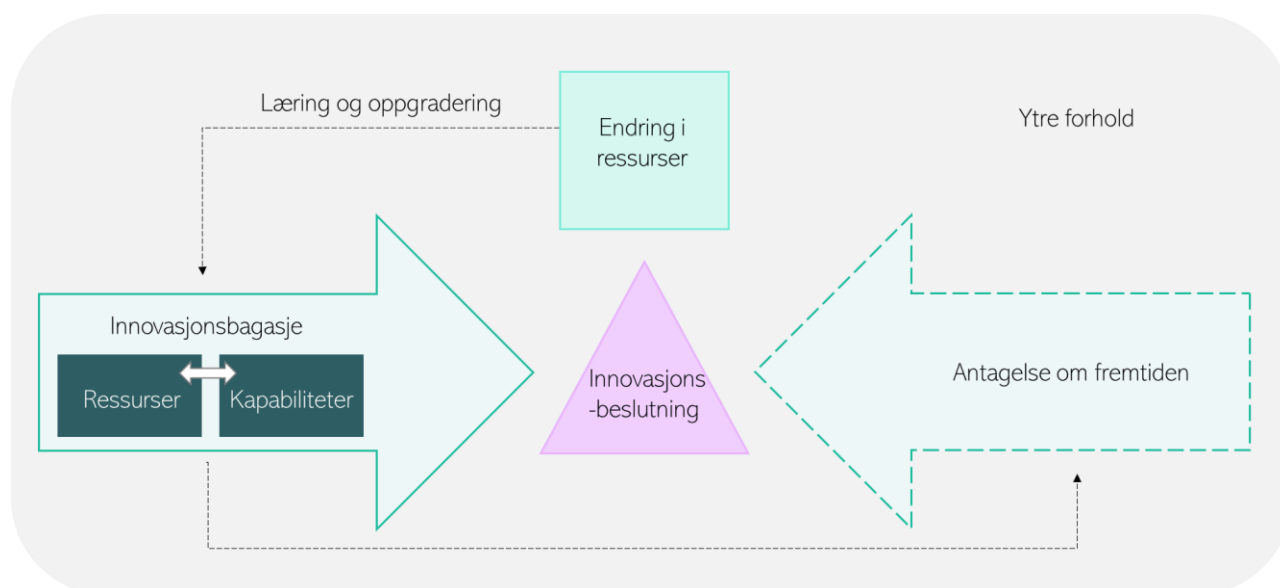 Læring og oppgradering
Endring i
ressurser
Ytre forhold
Innovasjonsbagasje
Ressurser
Kapabiliteter
Innovasjons
-beslutning
Antagelse om fremtiden